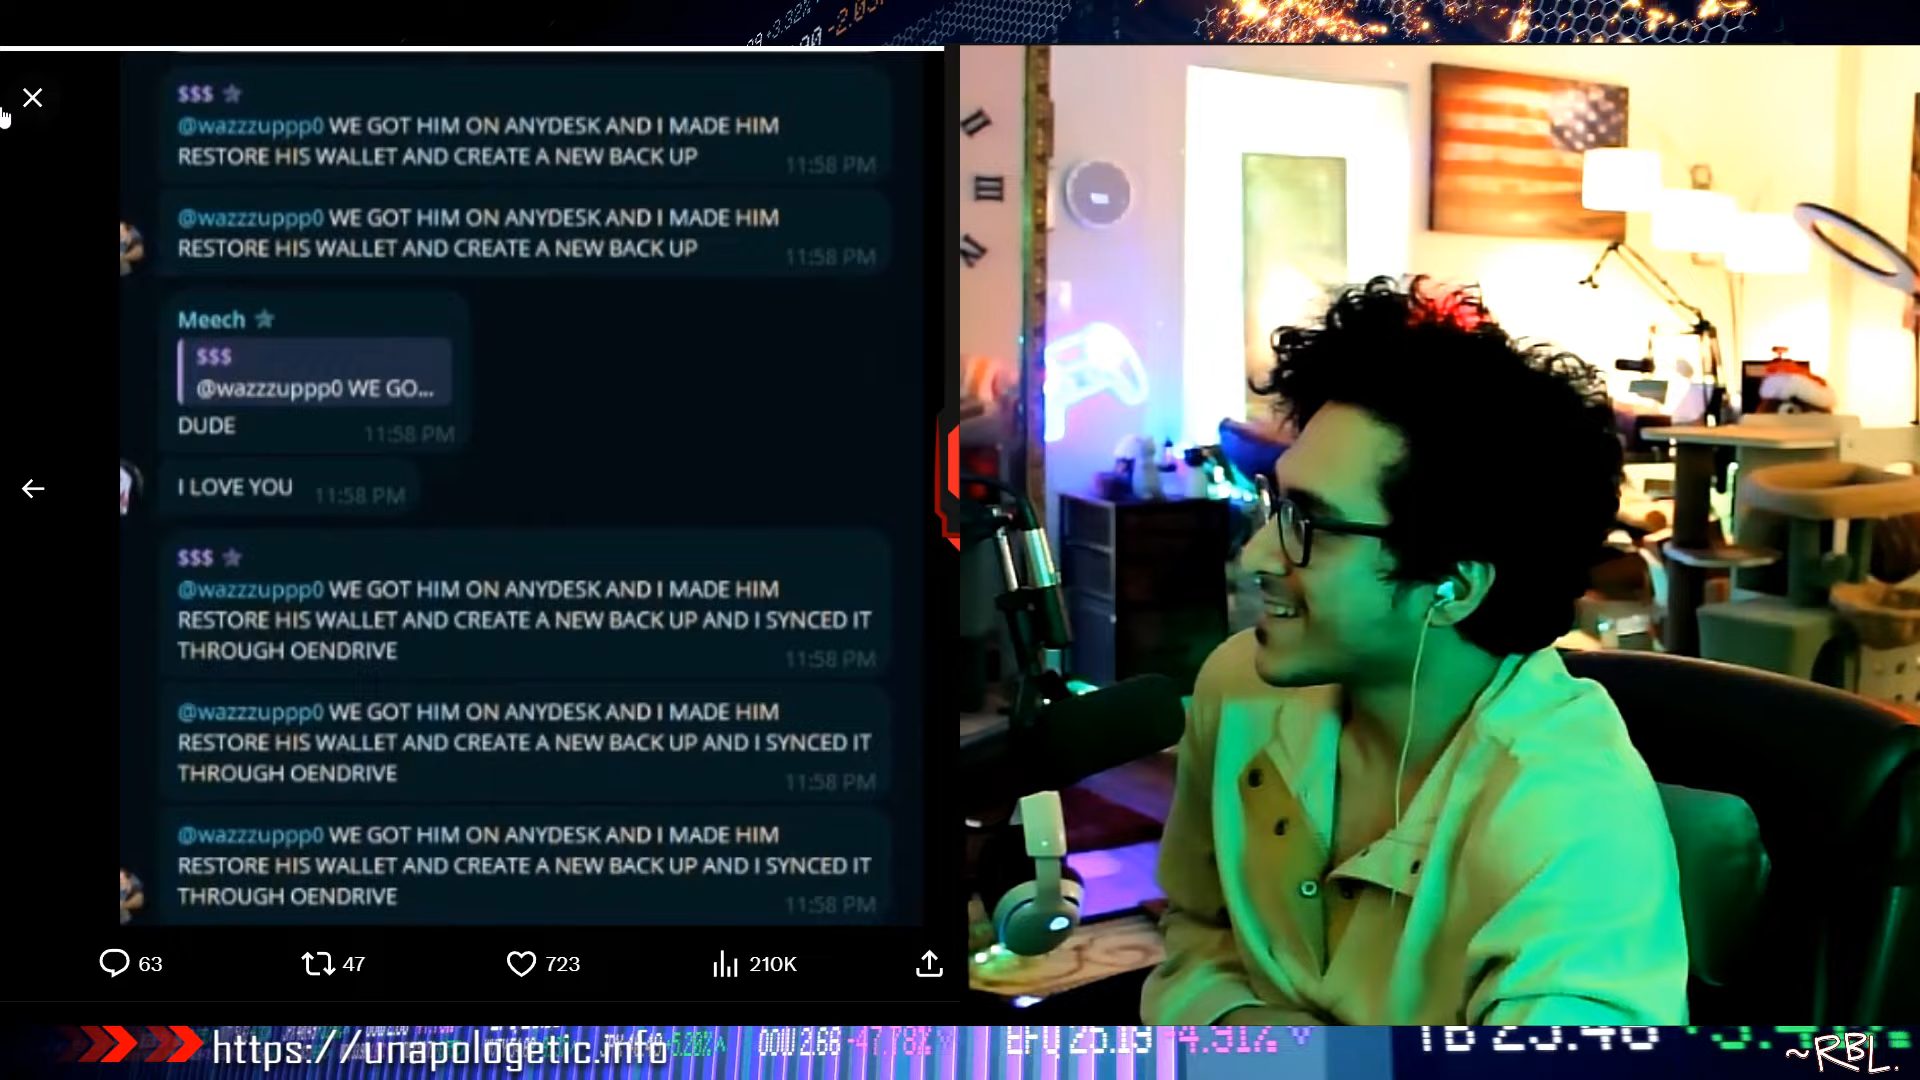 $$$
@wazzzuppp0 WE GOT HIM ON ANYDESK AND I MADE HIM
RESTORE HIS WALLET AND CREATE A NEW BACK UP
11:58 PM
@wazzzuppp0 WE GOT HIM ON ANYDESK AND I MADE HIM
RESTORE HIS WALLET AND CREATE A NEW BACK UP
11:58 PM
Meech
$$$
@wazzzuppp0 WE GO...
DUDE
11:58 PM
I LOVE YOU
11:58 PM
$$$
@wazzzuppp0 WE GOT HIM ON ANYDESK AND I MADE HIM
RESTORE HIS WALLET AND CREATE A NEW BACK UP AND I SYNCED IT
THROUGH OENDRIVE
11:58 PM
@wazzzuppp0 WE GOT HIM ON ANYDESK AND I MADE HIM
RESTORE HIS WALLET AND CREATE A NEW BACK UP AND I SYNCED IT
THROUGH OENDRIVE
11:58 PM
@wazzzuppp0 WE GOT HIM ON ANYDESK AND I MADE HIM
RESTORE HIS WALLET AND CREATE A NEW BACK UP AND I SYNCED IT
THROUGH OENDRIVE
11:58 PM
63 47 723 210K
https://unapologetic.info
~RBL.